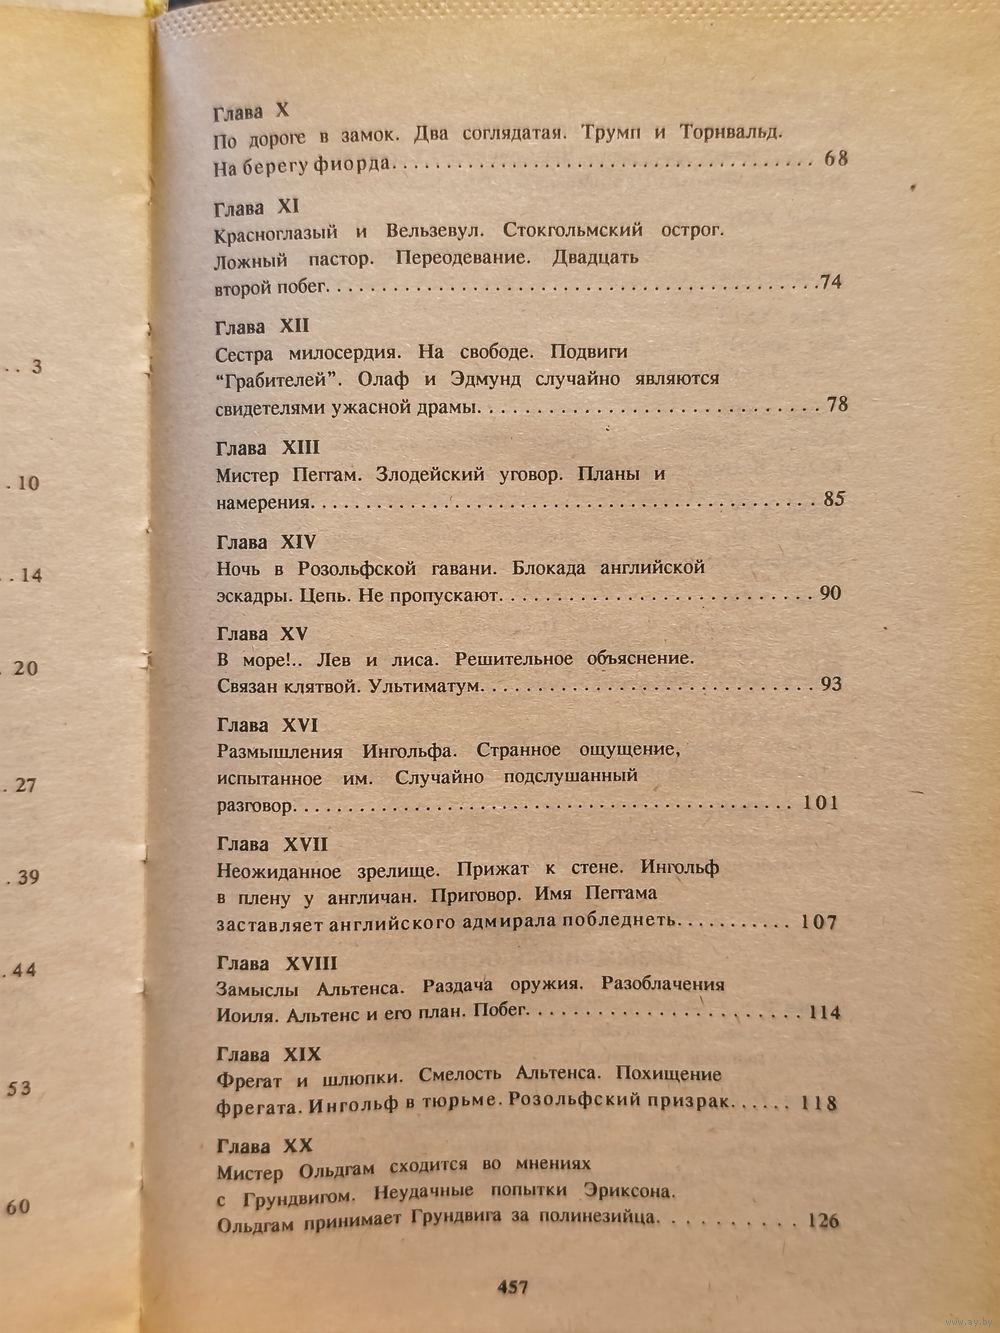 .. 3
. 10
. . 14
. 20
. 27
. 39
. 44
53
60
Глава X
По дороге в замок. Два соглядатая. Трумп и Торнвальд.
На берегу фиорда. . . . . . . . . . . . . . . . . . . . . . . . . . . . . . . 68
Глава XI
Красноглазый и Вельзевул. Стокгольмский острог.
Ложный пастор. Переодевание. Двадцать
второй побег. . . . . . . . . . . . . . . . . . . . . . . . . . . . . . . . . . . .74
Глава XII
Сестра милосердия. На свободе. Подвиги
“Грабителей”. Олаф и Эдмунд случайно являются
свидетелями ужасной драмы. . . . . . . . . . . . . . . . . . . . . . . . . 78
Глава XIII
Мистер Пеггам. Злодейский уговор. Планы и
намерения. . . . . . . . . . . . . . . . . . . . . . . . . . . . . . . . . . . . . 85
Глава XIV
Ночь в Розольфской гавани. Блокада английской
эскадры. Цепь. Не пропускают. . . . . . . . . . . . . . . . . . . . . . . 90
Глава XV
В море!.. Лев и лиса. Решительное объяснение.
Связан клятвой. Ультиматум. . . . . . . . . . . . . . . . . . . . . . . . . 93
Глава XVI
Размышления Ингольфа. Странное ощущение,
испытанное им. Случайно подслушанный
разговор. . . . . . . . . . . . . . . . . . . . . . . . . . . . . . . . . . . . . 101
Глава XVII
Неожиданное зрелище. Прижат к стене. Ингольф
в плену у англичан. Приговор. Имя Пеггама
заставляет английского адмирала побледнеть. . . . . . . . . . 107
Глава XVIII
Замыслы Альтенса. Раздача оружия. Разоблачения
Иоиля. Альтенс и его план. Побег. . . . . . . . . . . . . . . . . . . . . 114
Глава XIX
Фрегат и шлюпки. Смелость Альтенса. Похищение
фрегата. Ингольф в тюрьме. Розольфский призрак. . . . . . 118
Глава XX
Мистер Ольдгам сходится во мнениях
с Грундвигом. Неудачные попытки Эриксона.
Ольдгам принимает Грундвига за полинезийца. . . . . . . . . . 126
457
www.ay.by